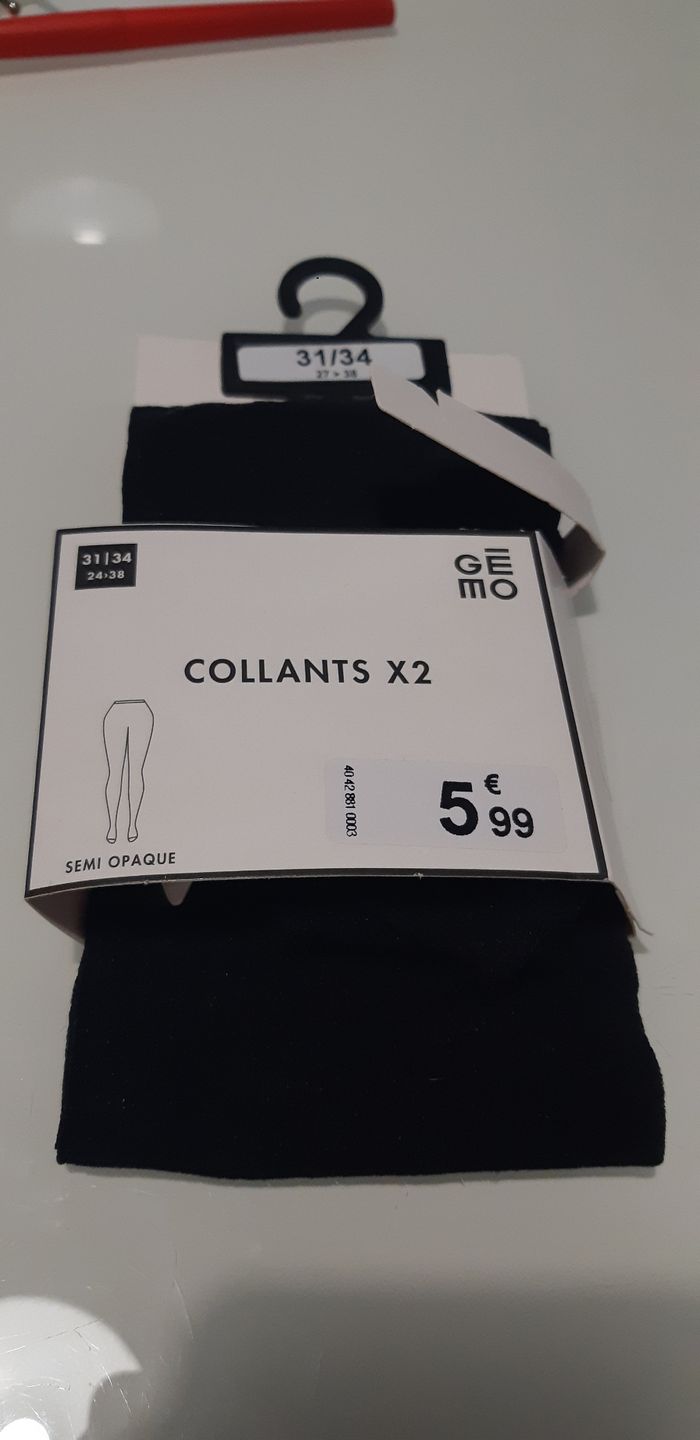 31/34
27 > 38
31|34
24›38
GĒ
MO
COLLANTS X2
40 42 881 0003
5€99
SEMI OPAQUE